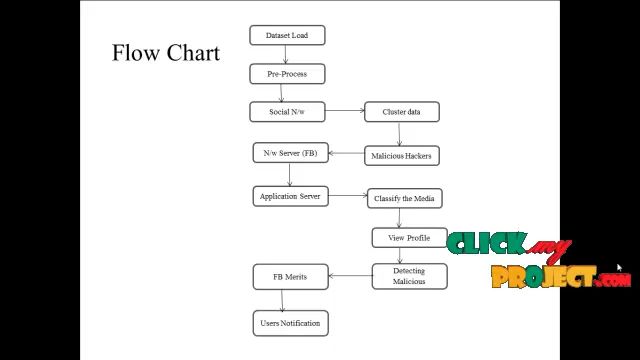 Flow Chart
Dataset Load
Pre-Process
Social N/w
Cluster data
Malicious Hackers
N/w Server (FB)
Application Server
Classify the Media
View Profile
Detecting
Malicious
FB Merits
Users Notification
CLICK my
PROJECT.COM